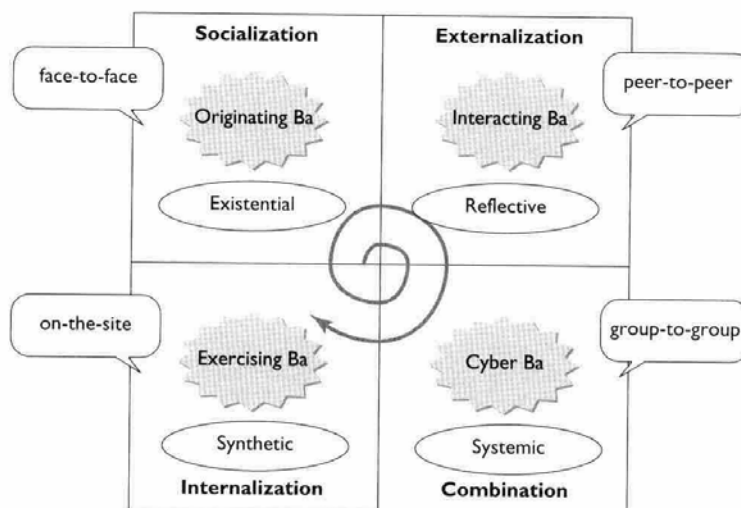 Socialization
Externalization
face-to-face
peer-to-peer
Originating Ba
Interacting Ba
Existential
Reflective
on-the-site
group-to-group
Exercising Ba
Cyber Ba
Synthetic
Systemic
Internalization
Combination